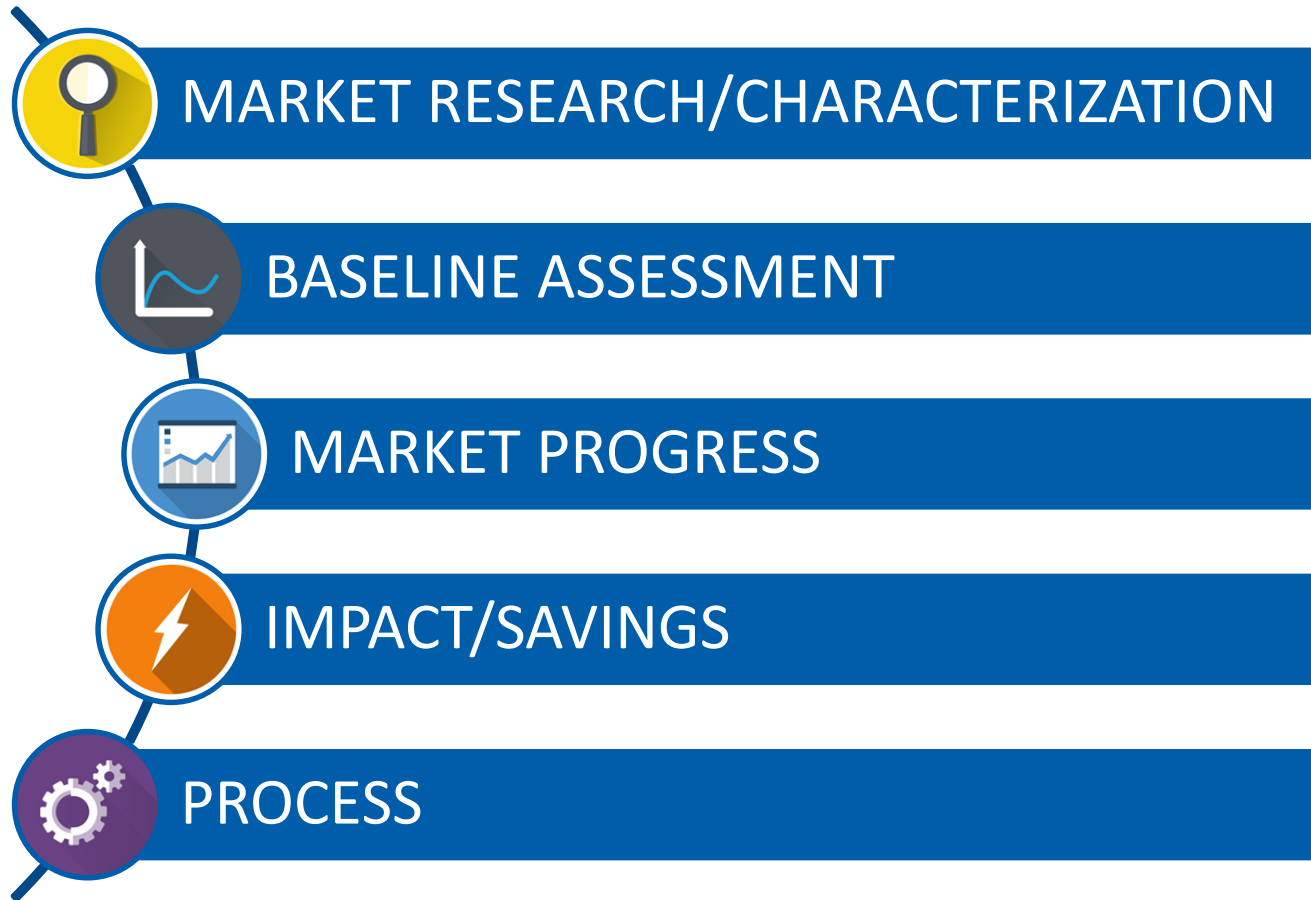 MARKET RESEARCH/CHARACTERIZATION
BASELINE ASSESSMENT
MARKET PROGRESS
IMPACT/SAVINGS
PROCESS